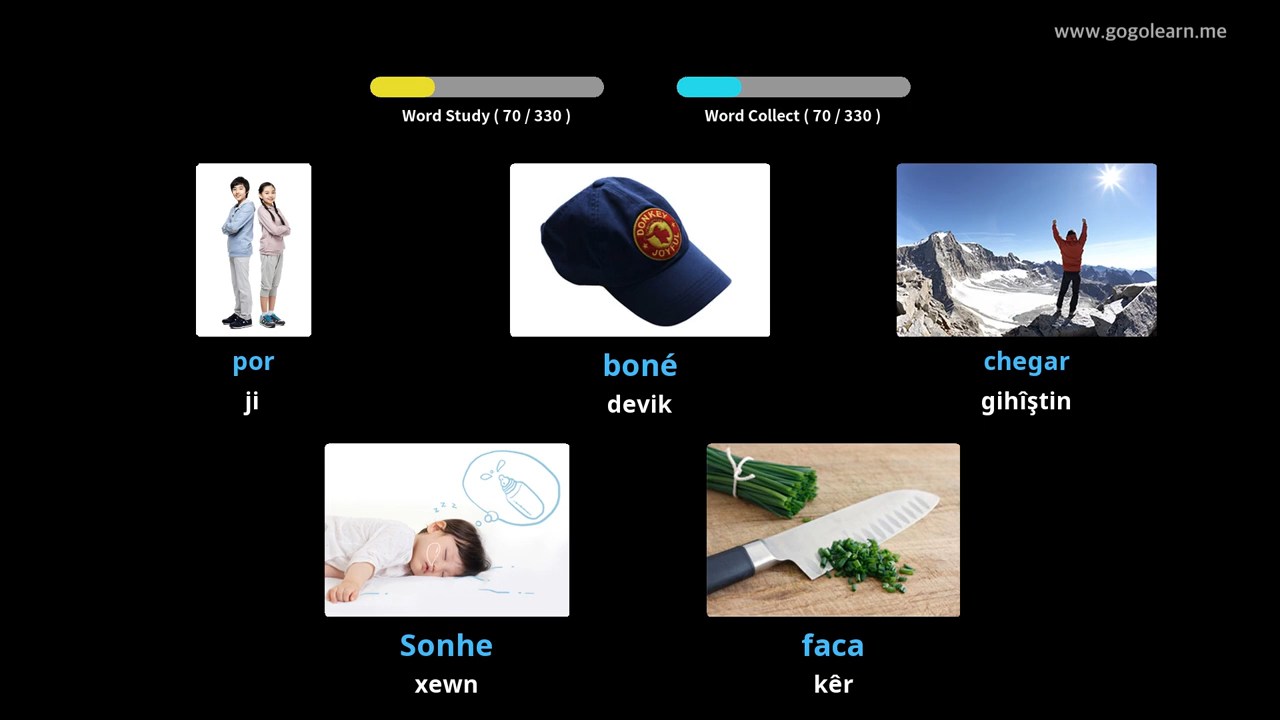 www.gogolearn.me
Word Study ( 70 / 330 )
Word Collect ( 70 / 330 )
DONKEY
JOYFUL
por
boné
chegar
ji
devik
gihîştin
z z z
Sonhe
faca
xewn
kêr